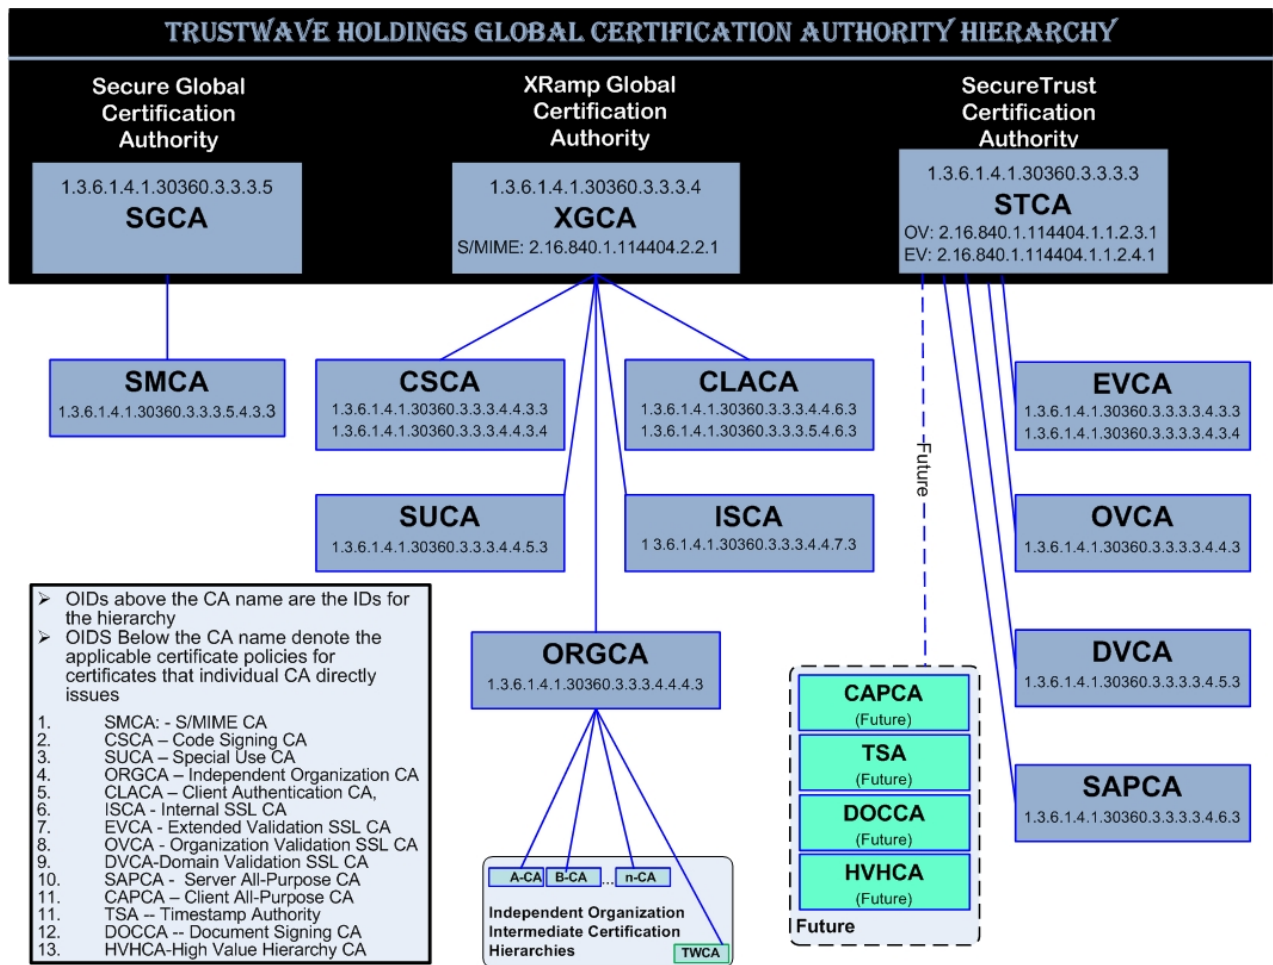 TRUSTWAVE HOLDINGS GLOBAL CERTIFICATION AUTHORITY HIERARCHY
Secure Global
Certification
Authority
1.3.6.1.4.1.30360.3.3.3.5
SGCA
XRamp Global
Certification
Authority
1.3.6.1.4.1.30360.3.3.3.4
XGCA
S/MIME: 2.16.840.1.114404.2.2.1
SecureTrust
Certification
Authority
1.3.6.1.4.1.30360.3.3.3.3
STCA
OV: 2.16.840.1.114404.1.1.2.3.1
EV: 2.16.840.1.114404.1.1.2.4.1
SMCA
1.3.6.1.4.1.30360.3.3.3.5.4.3.3
CSCA
1.3.6.1.4.1.30360.3.3.3.4.4.3.3
1.3.6.1.4.1.30360.3.3.3.4.4.3.4
CLACA
1.3.6.1.4.1.30360.3.3.3.4.4.6.3
1.3.6.1.4.1.30360.3.3.3.5.4.6.3
EVCA
1.3.6.1.4.1.30360.3.3.3.3.4.3.3
1.3.6.1.4.1.30360.3.3.3.3.4.3.4
Future
SUCA
1.3.6.1.4.1.30360.3.3.3.4.4.5.3
ISCA
1 3.6.1.4.1.30360.3.3.3.4.4.7.3
OVCA
1.3.6.1.4.1.30360.3.3.3.3.4.4.3
ORGCA
1.3.6.1.4.1.30360.3.3.3.4.4.4.3
DVCA
1.3.6.1.4.1.30360.3.3.3.3.4.5.3
SAPCA
1.3.6.1.4.1.30360.3.3.3.3.4.6.3
➢ OIDs above the CA name are the IDs for
the hierarchy
➢ OIDS Below the CA name denote the
applicable certificate policies for
certificates that individual CA directly
issues
1. SMCA: - S/MIME CA
2. CSCA – Code Signing CA
3. SUCA – Special Use CA
4. ORGCA – Independent Organization CA
5. CLACA – Client Authentication CA,
6. ISCA - Internal SSL CA
7. EVCA - Extended Validation SSL CA
8. OVCA - Organization Validation SSL CA
9. DVCA-Domain Validation SSL CA
10. SAPCA - Server All-Purpose CA
11. CAPCA – Client All-Purpose CA
11. TSA -- Timestamp Authority
12. DOCCA -- Document Signing CA
13. HVHCA-High Value Hierarchy CA
A-CA B-CA ... n-CA
Independent Organization
Intermediate Certification
Hierarchies
TWCA
CAPCA
(Future)
TSA
(Future)
DOCCA
(Future)
HVHCA
(Future)
Future